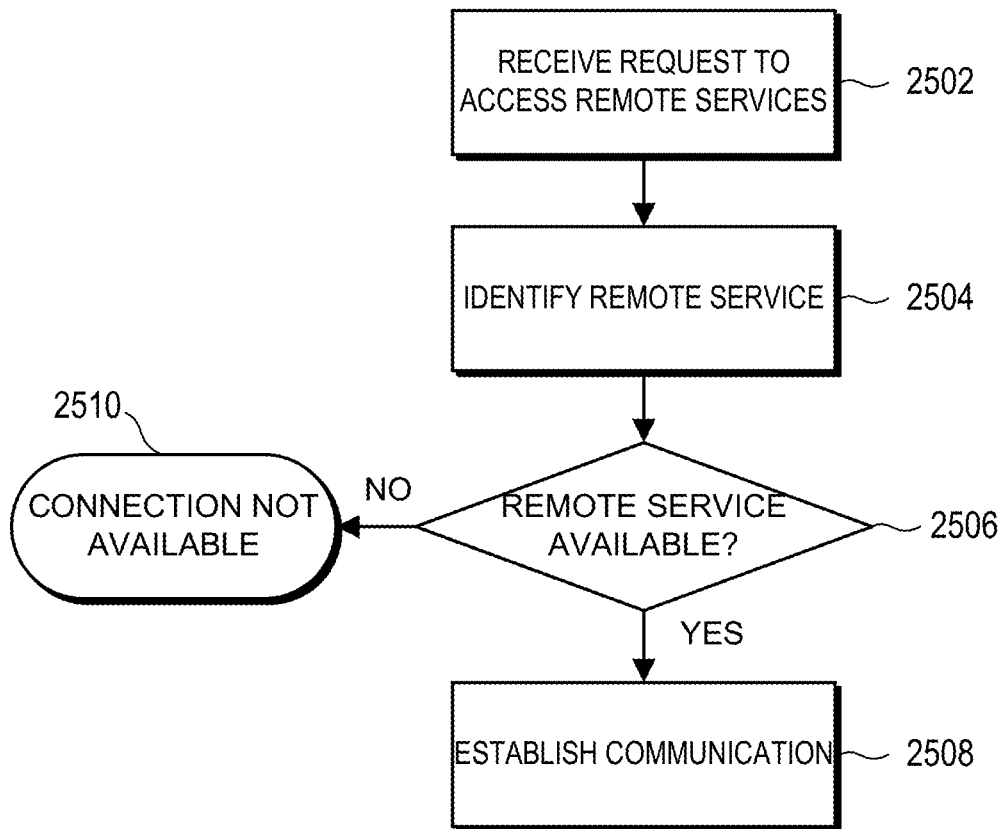 RECEIVE REQUEST TO
ACCESS REMOTE SERVICES
2502
IDENTIFY REMOTE SERVICE
2504
2510
CONNECTION NOT
AVAILABLE
NO
REMOTE SERVICE
AVAILABLE?
2506
YES
ESTABLISH COMMUNICATION
2508